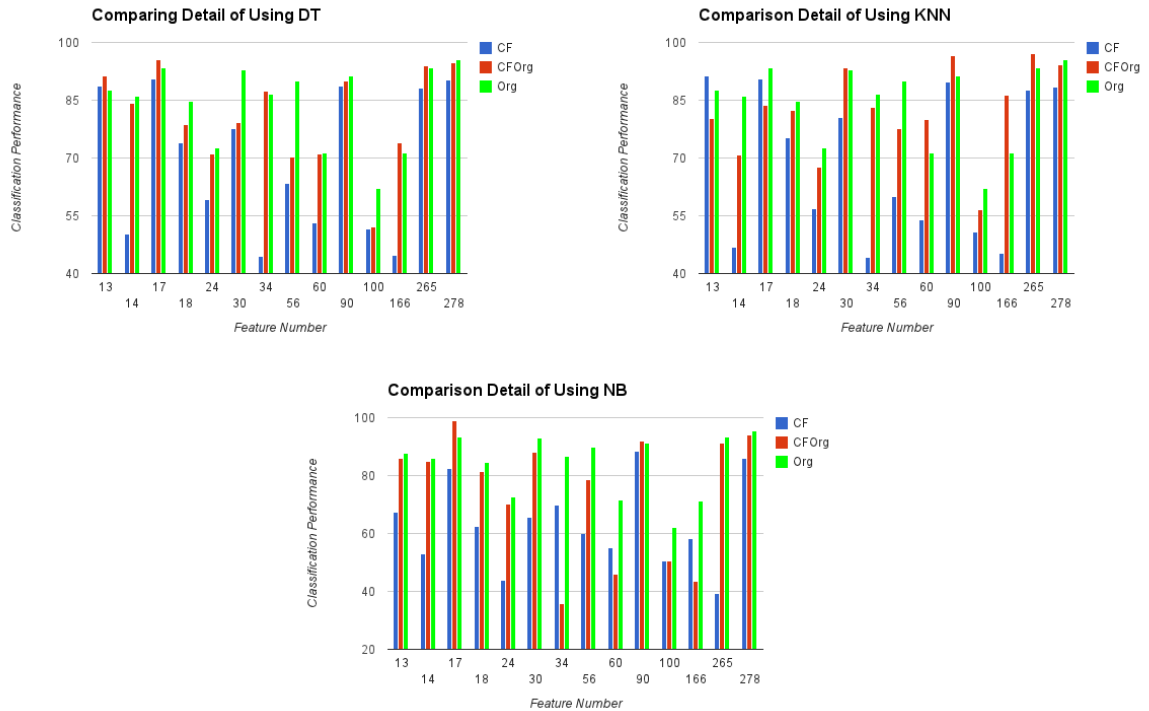 Comparing Detail of Using DT
100
85
70
55
40
Classification Performance
13 17 24 34 60 100 265
14 18 30 56 90 166 278
Feature Number
CF
CFOrg
Org
Comparison Detail of Using KNN
100
85
70
55
40
Classification Performance
13 17 24 34 60 100 265
14 18 30 56 90 166 278
Feature Number
CF
CFOrg
Org
Comparison Detail of Using NB
100
80
60
40
20
Classification Performance
13 17 24 34 60 100 265
14 18 30 56 90 166 278
Feature Number
CF
CFOrg
Org